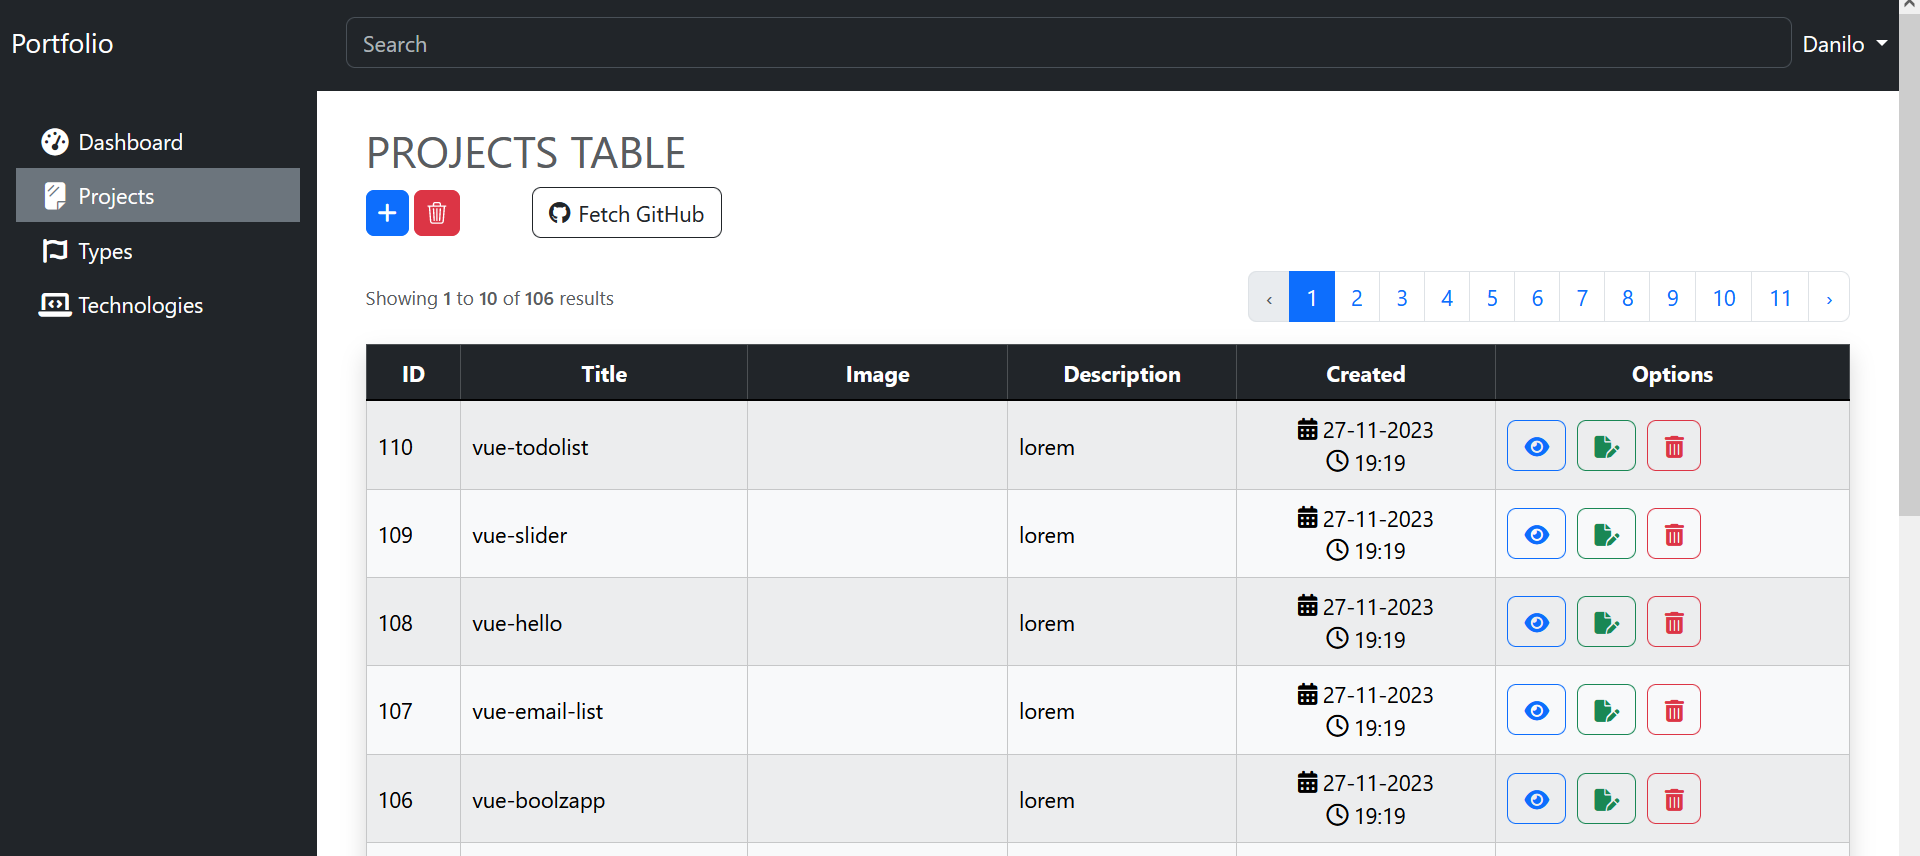 Portfolio
Search
Danilo
Dashboard
Projects
Types
Technologies
PROJECTS TABLE
Fetch GitHub
Showing 1 to 10 of 106 results
‹ 1 2 3 4 5 6 7 8 9 10 11 ›
ID Title Image Description Created Options
110 vue-todolist lorem 27-11-2023
19:19
109 vue-slider lorem 27-11-2023
19:19
108 vue-hello lorem 27-11-2023
19:19
107 vue-email-list lorem 27-11-2023
19:19
106 vue-boolzapp lorem 27-11-2023
19:19